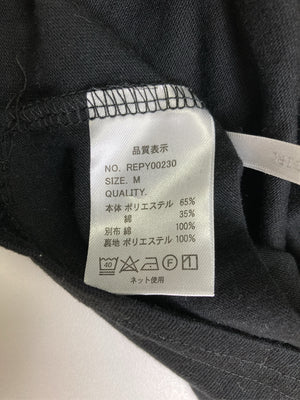 品質表示
NO. REPY00230
SIZE. M
QUALITY.
本体 ポリエステル 65%
綿 35%
別布 綿 100%
裏地 ポリエステル 100%
40 F
ネット使用